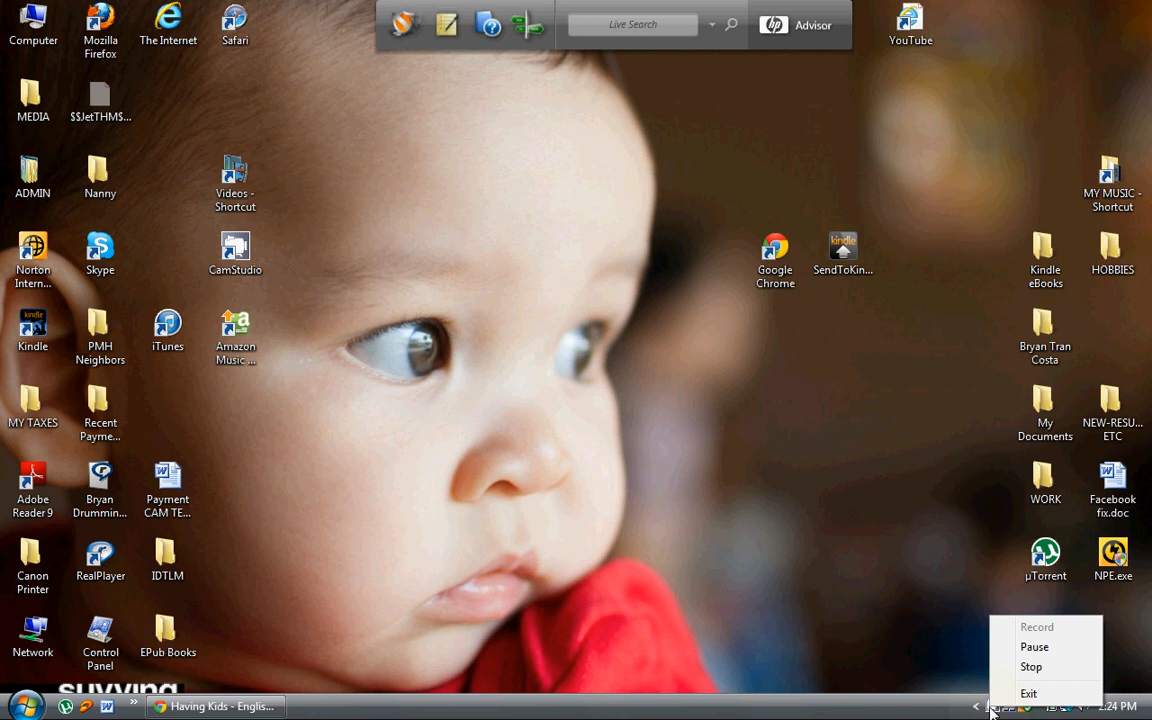 Live Search
hp Advisor
Computer
Mozilla
Firefox
The Internet
Safari
YouTube
MEDIA
$$JetTHM$...
ADMIN
Nanny
Videos -
Shortcut
MY MUSIC -
Shortcut
Norton
Intern...
Skype
CamStudio
Google
Chrome
kindle
SendToKin...
Kindle
eBooks
HOBBIES
kindle
Kindle
PMH
Neighbors
iTunes
Amazon
Music ...
Bryan Tran
Costa
MY TAXES
Recent
Payme...
My
Documents
NEW-RESU...
ETC
Adobe
Reader 9
Bryan
Drummin...
Payment
CAM TE...
WORK
Facebook
fix.doc
Canon
Printer
RealPlayer
IDTLM
µTorrent
NPE.exe
Network
Control
Panel
EPub Books
Record
Pause
Stop
Exit
Having Kids - Englis...
2:24 PM